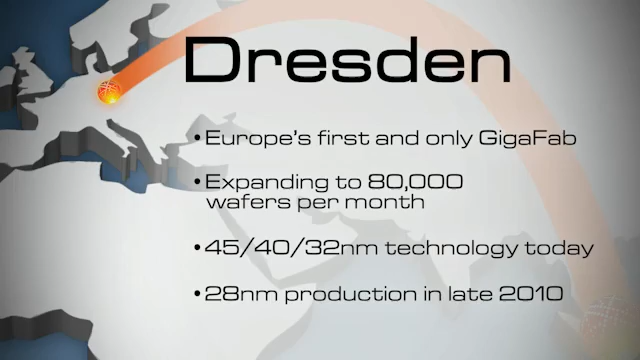 Dresden
•Europe's first and only GigaFab
•Expanding to 80,000
wafers per month
•45/40/32nm technology today
•28nm production in late 2010